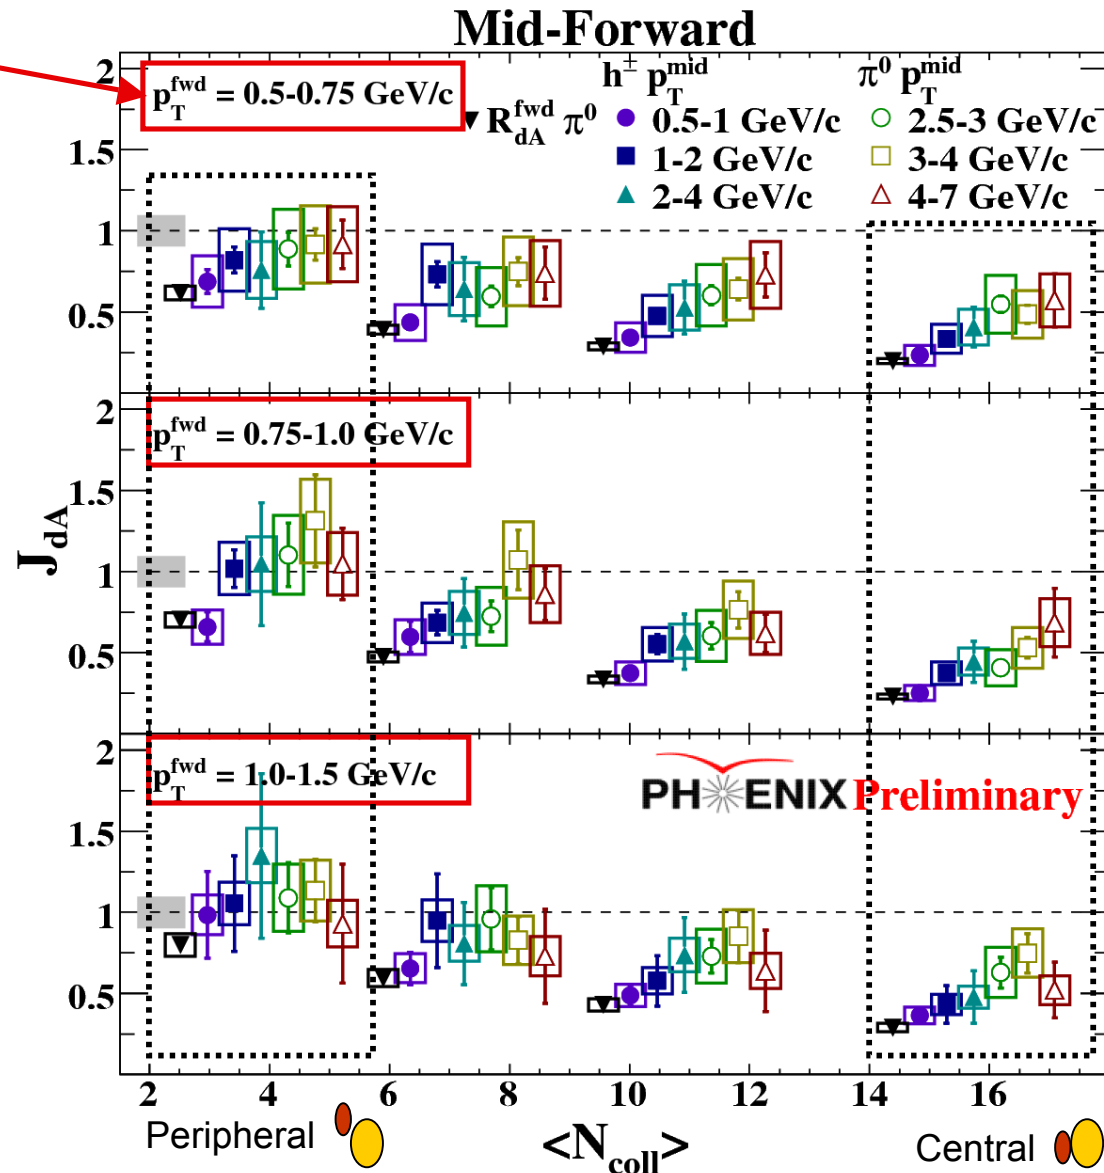 Mid-Forward
p_T^fwd = 0.5-0.75 GeV/c
R_dA^fwd π⁰
h± p_T^mid
0.5-1 GeV/c
1-2 GeV/c
2-4 GeV/c
π⁰ p_T^mid
2.5-3 GeV/c
3-4 GeV/c
4-7 GeV/c
2
1.5
1
0.5
p_T^fwd = 0.75-1.0 GeV/c
2
1.5
1
0.5
J_dA
p_T^fwd = 1.0-1.5 GeV/c
PHENIX Preliminary
2
1.5
1
0.5
2 4 6 8 10 12 14 16
Peripheral <N_coll> Central